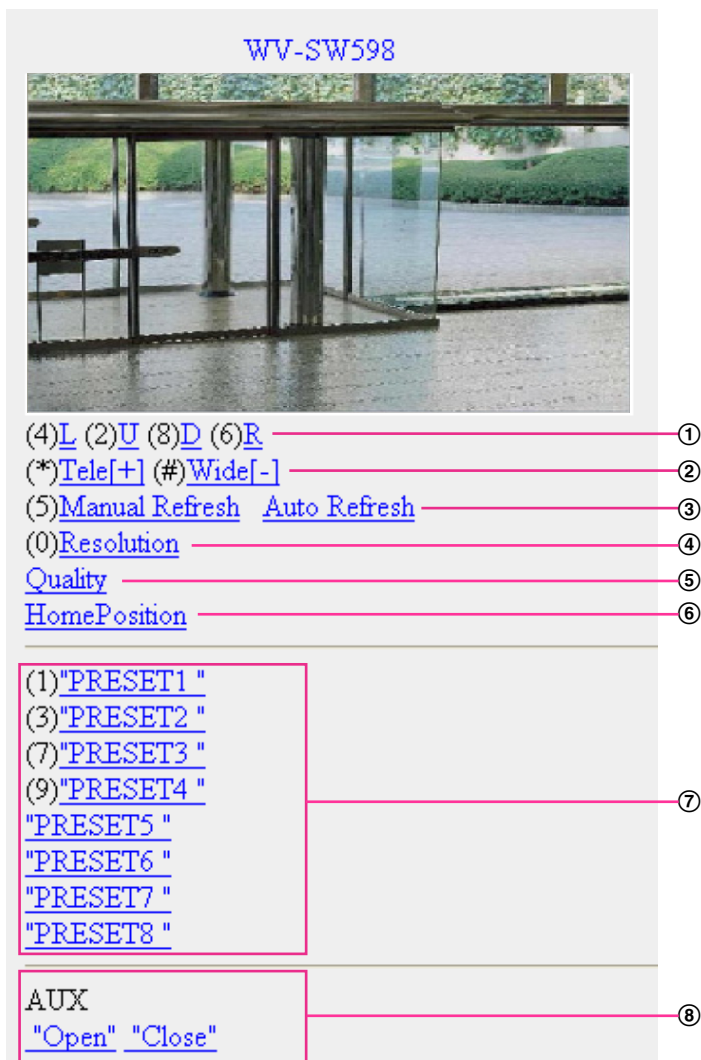 WV-SW598
(4)L (2)U (8)D (6)R ①
(*)Tele[+] (#)Wide[-] ②
(5)Manual Refresh Auto Refresh ③
(0)Resolution ④
Quality ⑤
HomePosition ⑥
(1)"PRESET1 "
(3)"PRESET2 "
(7)"PRESET3 "
(9)"PRESET4 " ⑦
"PRESET5 "
"PRESET6 "
"PRESET7 "
"PRESET8 "
AUX ⑧
"Open" "Close"